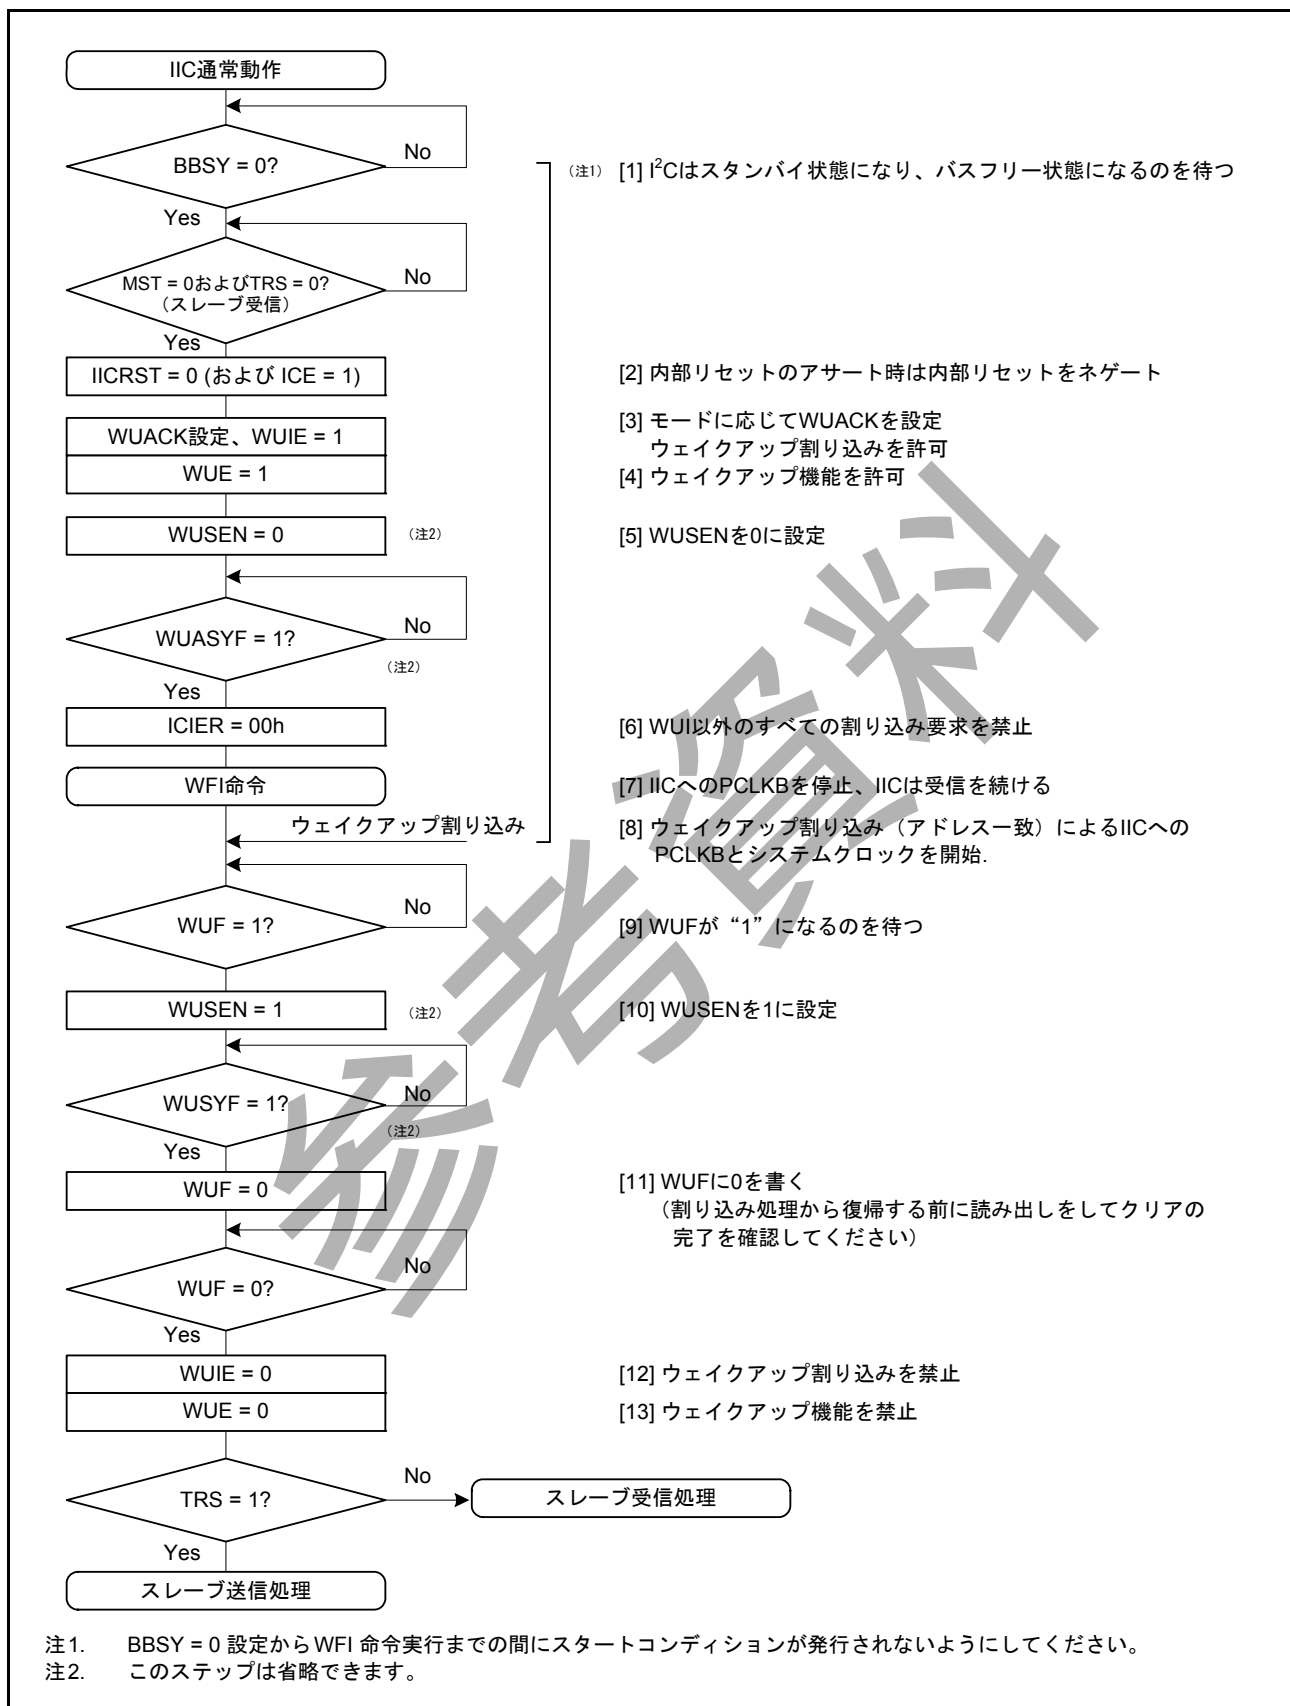 IIC通常動作
BBSY = 0?
No
（注1） [1] I²Cはスタンバイ状態になり、バスフリー状態になるのを待つ
Yes
MST = 0およびTRS = 0?
（スレーブ受信）
No
Yes
IICRST = 0 (および ICE = 1)
[2] 内部リセットのアサート時は内部リセットをネゲート
WUACK設定、WUIE = 1
[3] モードに応じてWUACKを設定
ウェイクアップ割り込みを許可
WUE = 1
[4] ウェイクアップ機能を許可
WUSEN = 0
（注2）
[5] WUSENを0に設定
WUASYF = 1?
No
（注2）
Yes
ICIER = 00h
[6] WUI以外のすべての割り込み要求を禁止
WFI命令
[7] IICへのPCLKBを停止、IICは受信を続ける
ウェイクアップ割り込み
[8] ウェイクアップ割り込み（アドレス一致）によるIICへの
PCLKBとシステムクロックを開始.
WUF = 1?
No
[9] WUFが“1”になるのを待つ
WUSEN = 1
（注2）
[10] WUSENを1に設定
WUSYF = 1?
No
（注2）
Yes
WUF = 0
[11] WUFに0を書く
（割り込み処理から復帰する前に読み出しをしてクリアの
完了を確認してください）
WUF = 0?
No
Yes
WUIE = 0
[12] ウェイクアップ割り込みを禁止
WUE = 0
[13] ウェイクアップ機能を禁止
TRS = 1?
No
スレーブ受信処理
Yes
スレーブ送信処理
注1. BBSY = 0 設定からWFI 命令実行までの間にスタートコンディションが発行されないようにしてください。
注2. このステップは省略できます。
参考資料